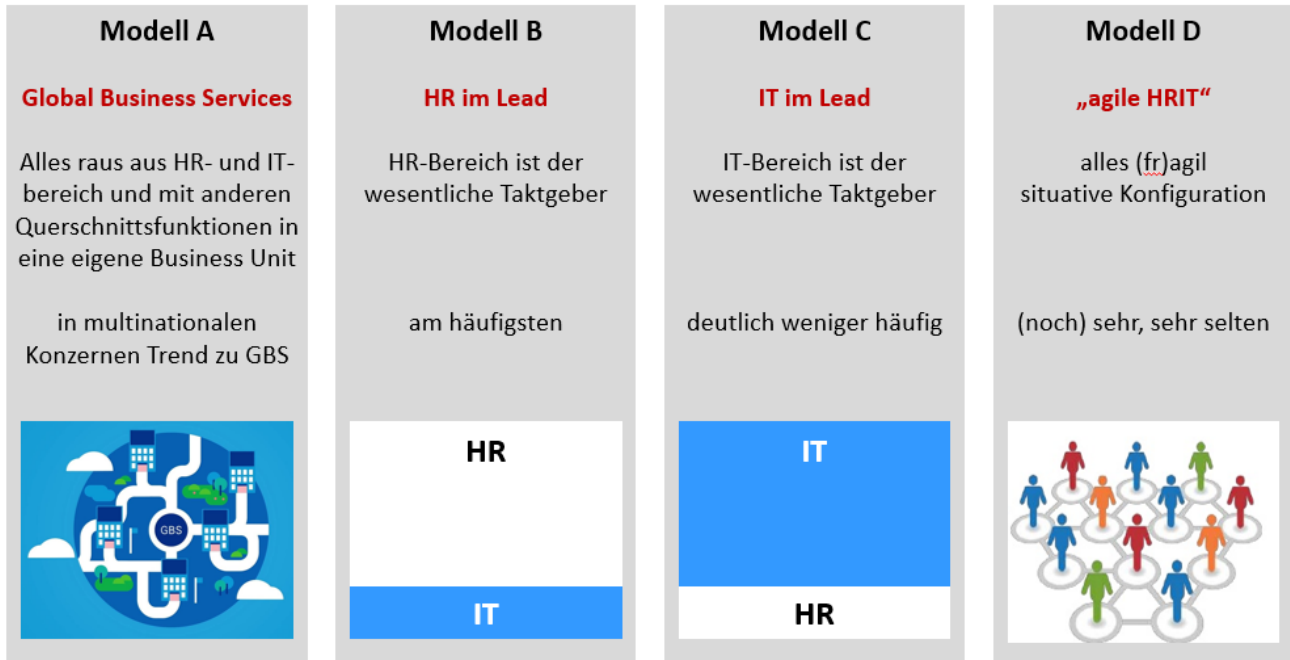 Modell A
Global Business Services
Alles raus aus HR- und IT-
bereich und mit anderen
Querschnittsfunktionen in
eine eigene Business Unit
in multinationalen
Konzernen Trend zu GBS
GBS
Modell B
HR im Lead
HR-Bereich ist der
wesentliche Taktgeber
am häufigsten
HR
IT
Modell C
IT im Lead
IT-Bereich ist der
wesentliche Taktgeber
deutlich weniger häufig
IT
HR
Modell D
„agile HRIT“
alles (fr)agil
situative Konfiguration
(noch) sehr, sehr selten